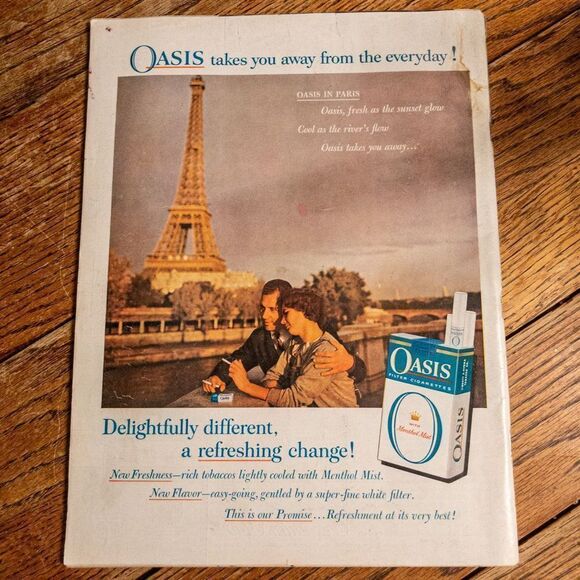 OASIS takes you away from the everyday!
OASIS IN PARIS
Oasis, fresh as the sunset glow
Cool as the river's flow
Oasis takes you away...
OASIS
FILTER CIGARETTES
WITH
Menthol Mist
OASIS
Delightfully different,
a refreshing change!
New Freshness—rich tobaccos lightly cooled with Menthol Mist.
New Flavor—easy-going, gentled by a super-fine white filter.
This is our Promise...Refreshment at its very best!